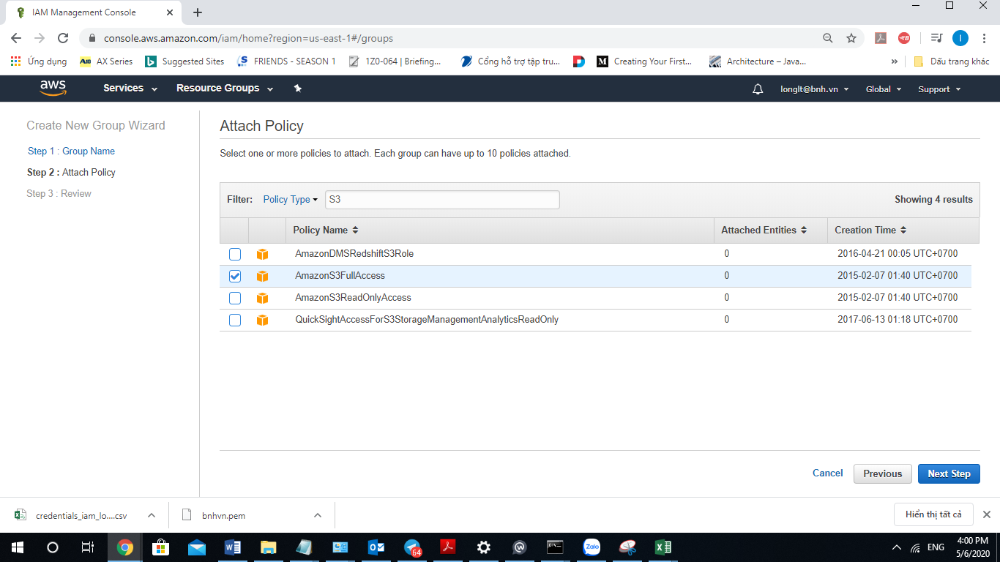 IAM Management Console
console.aws.amazon.com/iam/home?region=us-east-1#/groups
Ứng dụng A10 AX Series Suggested Sites FRIENDS - SEASON 1 1Z0-064 | Briefing... Cổng hỗ trợ tập tru... Creating Your First... Architecture – Java... » Dấu trang khác
aws Services Resource Groups longlt@bnh.vn Global Support
Create New Group Wizard
Step 1 : Group Name
Step 2 : Attach Policy
Step 3 : Review
Attach Policy
Select one or more policies to attach. Each group can have up to 10 policies attached.
Filter: Policy Type S3 Showing 4 results
Policy Name Attached Entities Creation Time
AmazonDMSRedshiftS3Role 0 2016-04-21 00:05 UTC+0700
AmazonS3FullAccess 0 2015-02-07 01:40 UTC+0700
AmazonS3ReadOnlyAccess 0 2015-02-07 01:40 UTC+0700
QuickSightAccessForS3StorageManagementAnalyticsReadOnly 0 2017-06-13 01:18 UTC+0700
Cancel Previous Next Step
credentials_iam_lo....csv bnhvn.pem Hiển thị tất cả
64 Zalo ENG 4:00 PM
5/6/2020